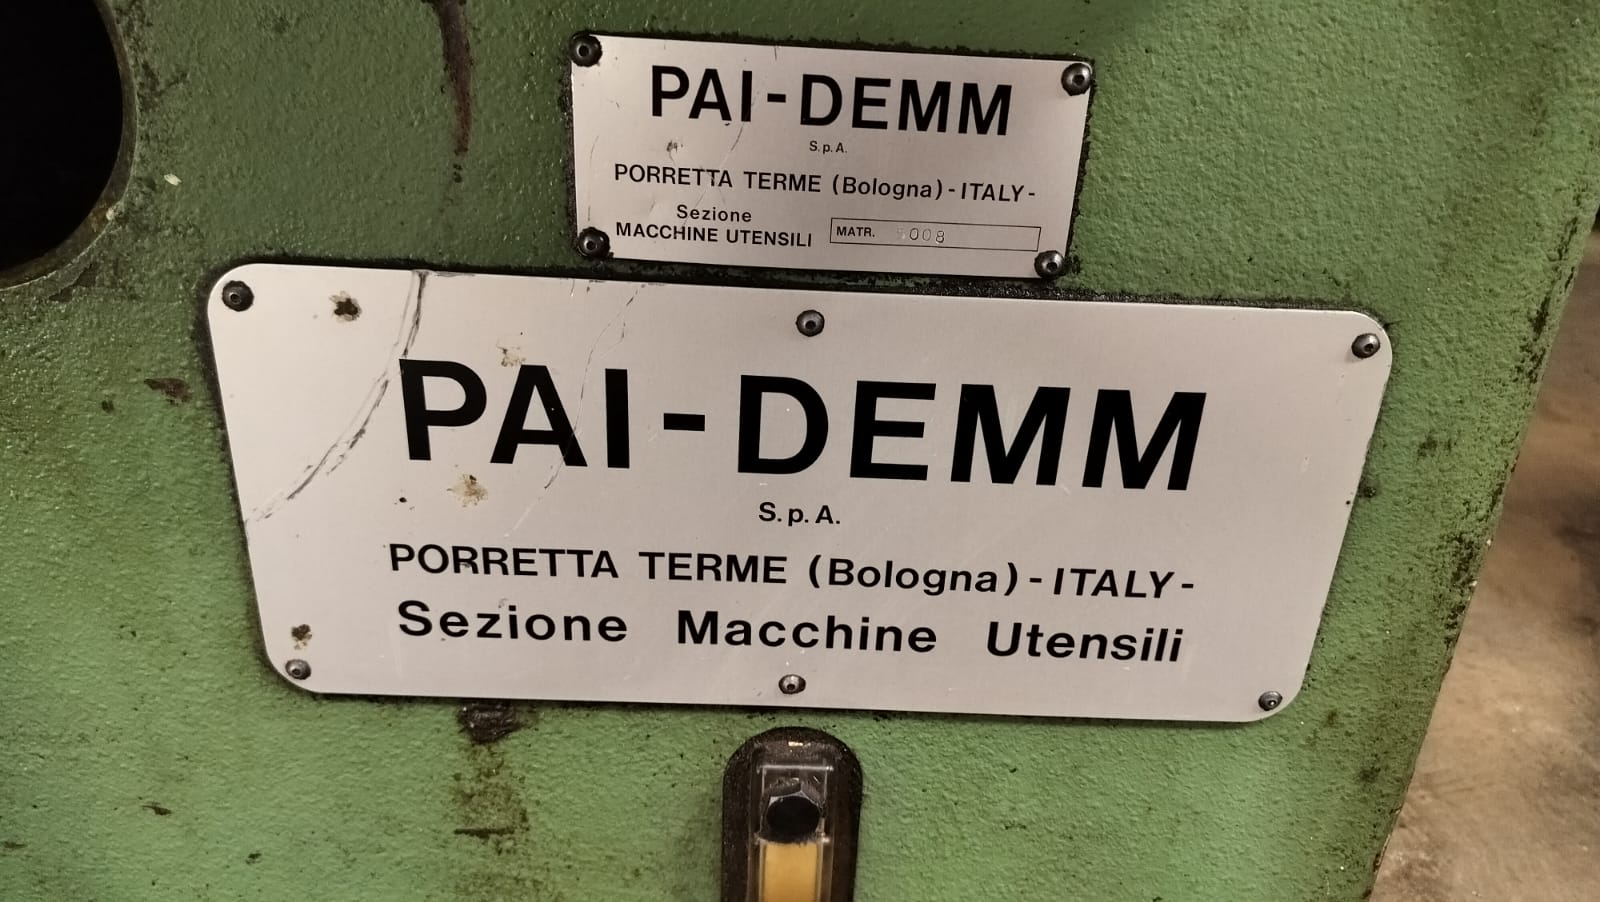 PAI-DEMM
S.p.A.
PORRETTA TERME (Bologna) - ITALY -
Sezione
MACCHINE UTENSILI
MATR.
PAI-DEMM
S.p.A.
PORRETTA TERME (Bologna) - ITALY -
Sezione Macchine Utensili